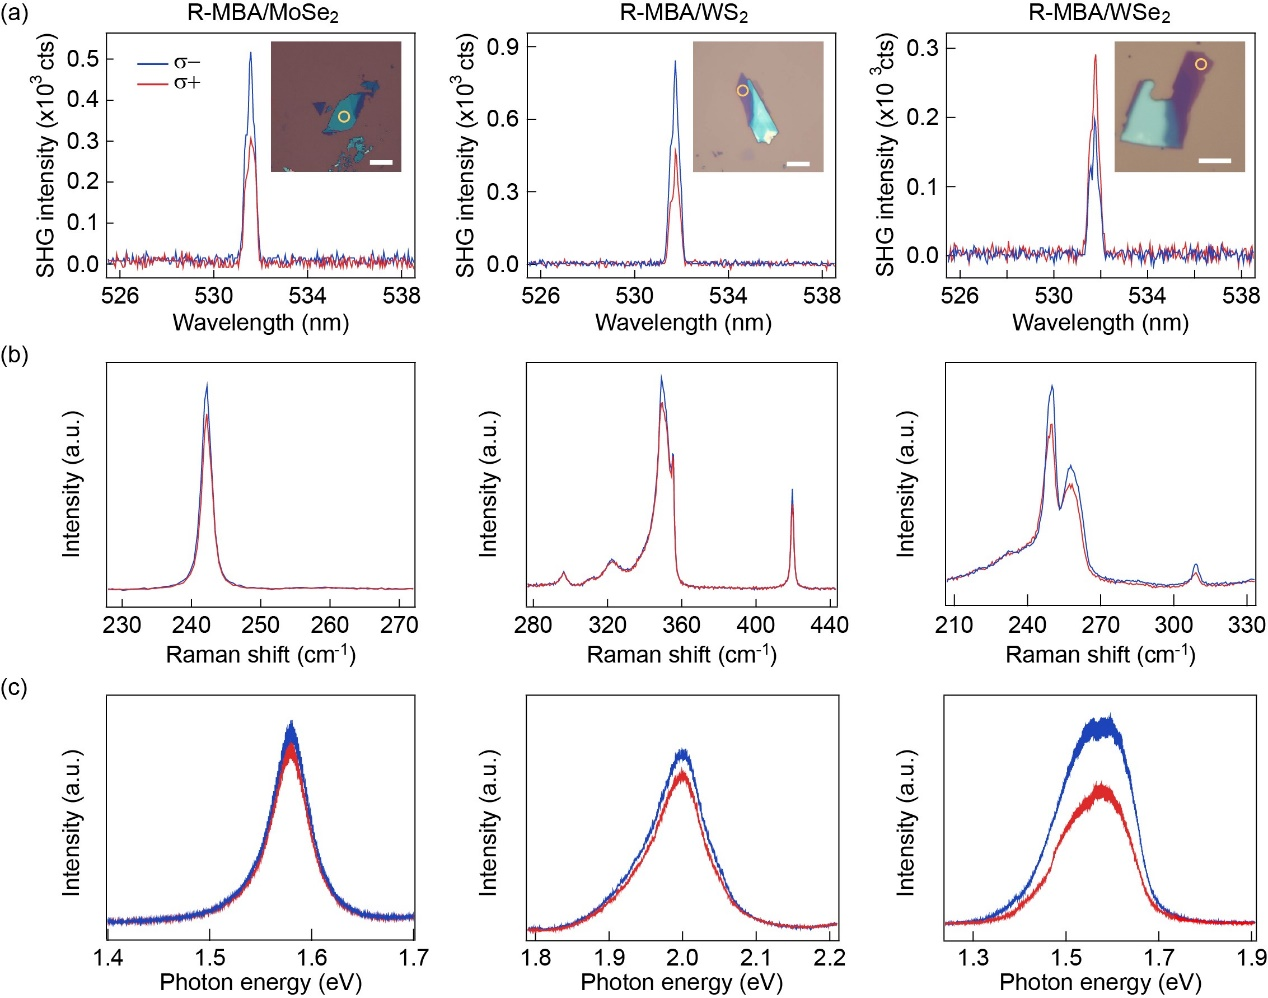 (a)
R-MBA/MoSe2
R-MBA/WS2
R-MBA/WSe2
SHG intensity (x10³ cts)
0.5
0.4
0.3
0.2
0.1
0.0
σ−
σ+
526 530 534 538
Wavelength (nm)
SHG intensity (x10³ cts)
0.9
0.6
0.3
0.0
526 530 534 538
Wavelength (nm)
SHG intensity (x10 ³cts)
0.3
0.2
0.1
0.0
526 530 534 538
Wavelength (nm)
(b)
Intensity (a.u.)
230 240 250 260 270
Raman shift (cm-1)
Intensity (a.u.)
280 320 360 400 440
Raman shift (cm-1)
Intensity (a.u.)
210 240 270 300 330
Raman shift (cm-1)
(c)
Intensity (a.u.)
1.4 1.5 1.6 1.7
Photon energy (eV)
Intensity (a.u.)
1.8 1.9 2.0 2.1 2.2
Photon energy (eV)
Intensity (a.u.)
1.3 1.5 1.7 1.9
Photon energy (eV)